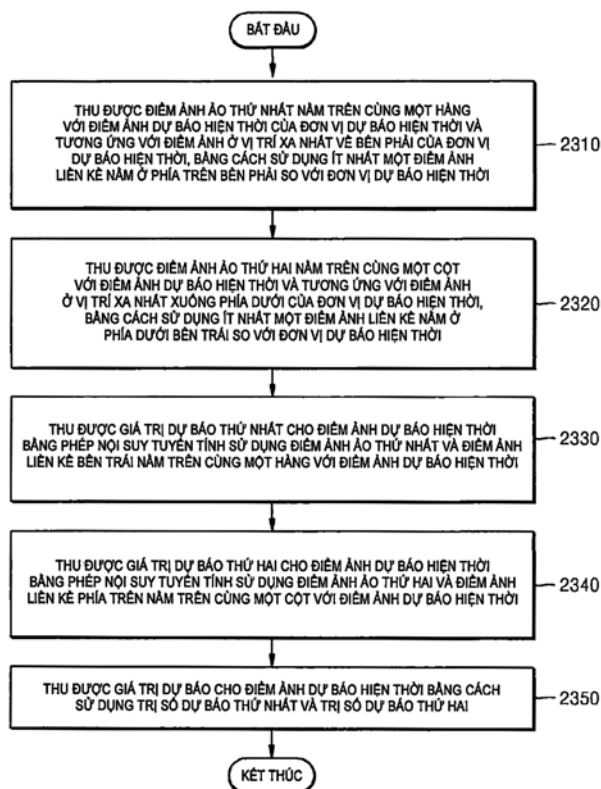 BẮT ĐẦU
THU ĐƯỢC ĐIỂM ẢNH ẢO THỨ NHẤT NẰM TRÊN CÙNG MỘT HÀNG
VỚI ĐIỂM ẢNH DỰ BÁO HIỆN THỜI CỦA ĐƠN VỊ DỰ BÁO HIỆN THỜI VÀ
TƯƠNG ỨNG VỚI ĐIỂM ẢNH Ở VỊ TRÍ XA NHẤT VỀ BÊN PHẢI CỦA ĐƠN VỊ
DỰ BÁO HIỆN THỜI, BẰNG CÁCH SỬ DỤNG ÍT NHẤT MỘT ĐIỂM ẢNH
LIỀN KỀ NẰM Ở PHÍA TRÊN BÊN PHẢI SO VỚI ĐƠN VỊ DỰ BÁO HIỆN THỜI
2310
THU ĐƯỢC ĐIỂM ẢNH ẢO THỨ HAI NẰM TRÊN CÙNG MỘT CỘT
VỚI ĐIỂM ẢNH DỰ BÁO HIỆN THỜI VÀ TƯƠNG ỨNG VỚI ĐIỂM ẢNH
Ở VỊ TRÍ XA NHẤT XUỐNG PHÍA DƯỚI CỦA ĐƠN VỊ DỰ BÁO HIỆN THỜI,
BẰNG CÁCH SỬ DỤNG ÍT NHẤT MỘT ĐIỂM ẢNH LIỀN KỀ NẰM Ở
PHÍA DƯỚI BÊN TRÁI SO VỚI ĐƠN VỊ DỰ BÁO HIỆN THỜI
2320
THU ĐƯỢC GIÁ TRỊ DỰ BÁO THỨ NHẤT CHO ĐIỂM ẢNH DỰ BÁO HIỆN THỜI
BẰNG PHÉP NỘI SUY TUYẾN TÍNH SỬ DỤNG ĐIỂM ẢNH ẢO THỨ NHẤT VÀ ĐIỂM ẢNH
LIỀN KỀ BÊN TRÁI NẰM TRÊN CÙNG MỘT HÀNG VỚI ĐIỂM ẢNH DỰ BÁO HIỆN THỜI
2330
THU ĐƯỢC GIÁ TRỊ DỰ BÁO THỨ HAI CHO ĐIỂM ẢNH DỰ BÁO HIỆN THỜI
BẰNG PHÉP NỘI SUY TUYẾN TÍNH SỬ DỤNG ĐIỂM ẢNH ẢO THỨ HAI VÀ ĐIỂM ẢNH
LIỀN KỀ PHÍA TRÊN NẰM TRÊN CÙNG MỘT CỘT VỚI ĐIỂM ẢNH DỰ BÁO HIỆN THỜI
2340
THU ĐƯỢC GIÁ TRỊ DỰ BÁO CHO ĐIỂM ẢNH DỰ BÁO HIỆN THỜI BẰNG CÁCH
SỬ DỤNG TRỊ SỐ DỰ BÁO THỨ NHẤT VÀ TRỊ SỐ DỰ BÁO THỨ HAI
2350
KẾT THÚC